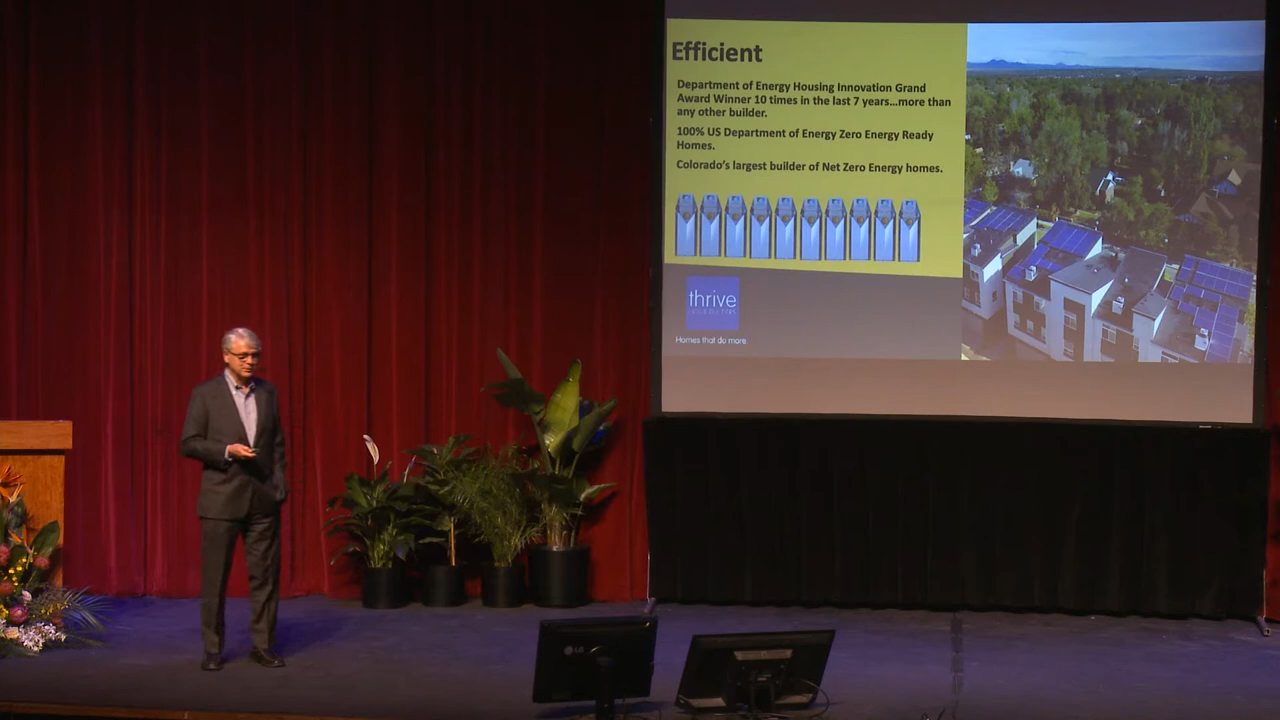 Efficient
Department of Energy Housing Innovation Grand
Award Winner 10 times in the last 7 years...more than
any other builder.
100% US Department of Energy Zero Energy Ready
Homes.
Colorado's largest builder of Net Zero Energy homes.
thrive
Homes that do more.
LG